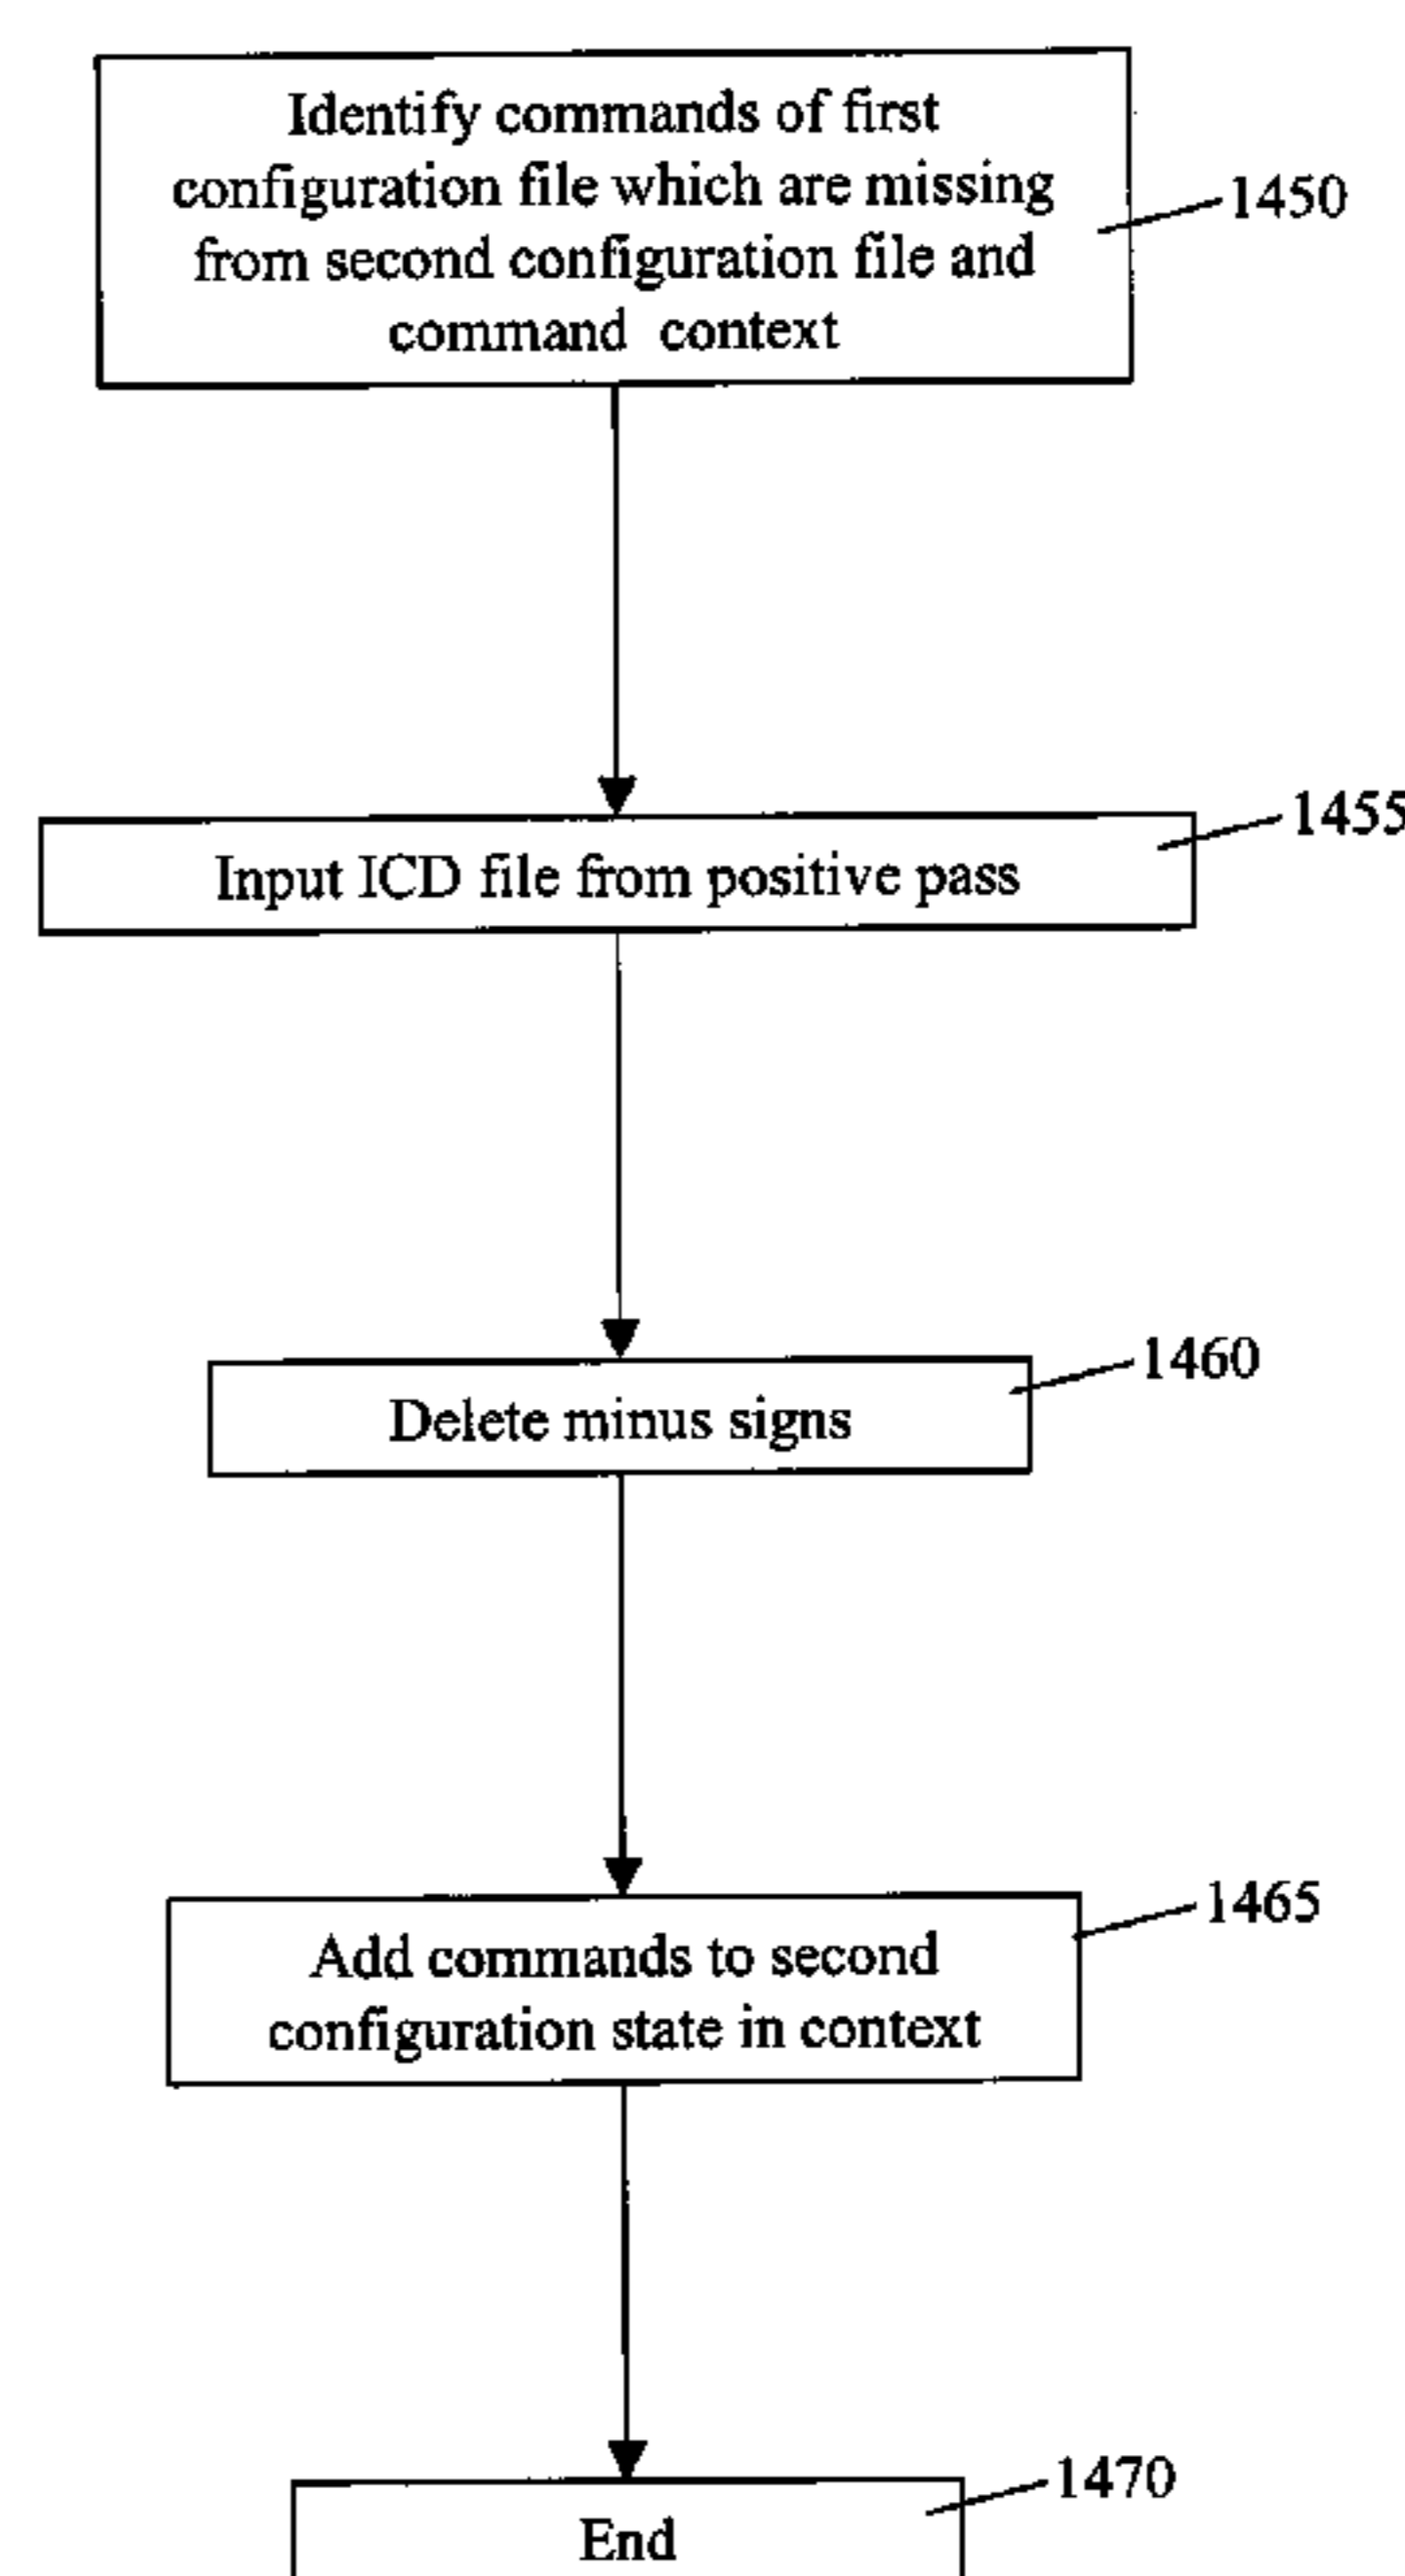 Identify commands of first
configuration file which are missing
from second configuration file and
command context
1450
1455
Input ICD file from positive pass
1460
Delete minus signs
1465
Add commands to second
configuration state in context
1470
End